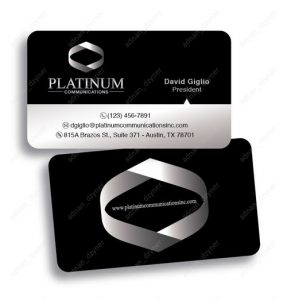 PLATINUM
COMMUNICATIONS
David Giglio
President
(123) 456-7891
dgiglio@platinumcommunicationsinc.com
815A Brazos St., Suite 371 - Austin, TX 78701
www.platinumcommunicationsinc.com